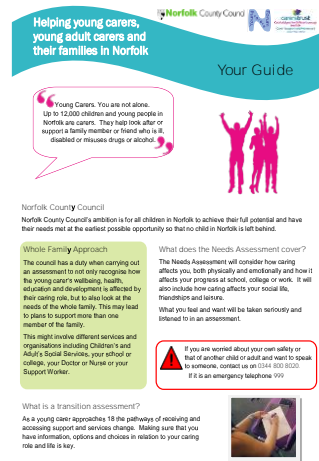 Helping young carers,
young adult carers and
their families in Norfolk
Norfolk County Council
N
carerstrust
Your Guide
Young Carers. You are not alone.
Up to 12,000 children and young people in
Norfolk are carers. They help look after or
support a family member or friend who is ill,
disabled or misuses drugs or alcohol.
Norfolk County Council
Norfolk County Council's ambition is for all children in Norfolk to achieve their full potential and have
their needs met at the earliest possible opportunity so that no child in Norfolk is left behind.
Whole Family Approach
The council has a duty when carrying out
an assessment to not only recognise how
the young carer's wellbeing, health,
education and development is affected by
their caring role, but to also look at the
needs of the whole family. This may lead
to plans to support more than one
member of the family.
This might involve different services and
organisations including Children's and
Adult's Social Services, your school or
college, your Doctor or Nurse or your
Support Worker.
What does the Needs Assessment cover?
The Needs Assessment will consider how caring
affects you, both physically and emotionally and how it
affects your progress at school, college or work. It will
also include how caring affects your social life,
friendships and leisure.
What you feel and want will be taken seriously and
listened to in an assessment.
If you are worried about your own safety or
that of another child or adult and want to speak
to someone, contact us on 0344 800 8020.
If it is an emergency telephone 999
What is a transition assessment?
As a young carer approaches 18 the pathways of receiving and
accessing support and services change. Making sure that you
have information, options and choices in relation to your caring
role and life is key.